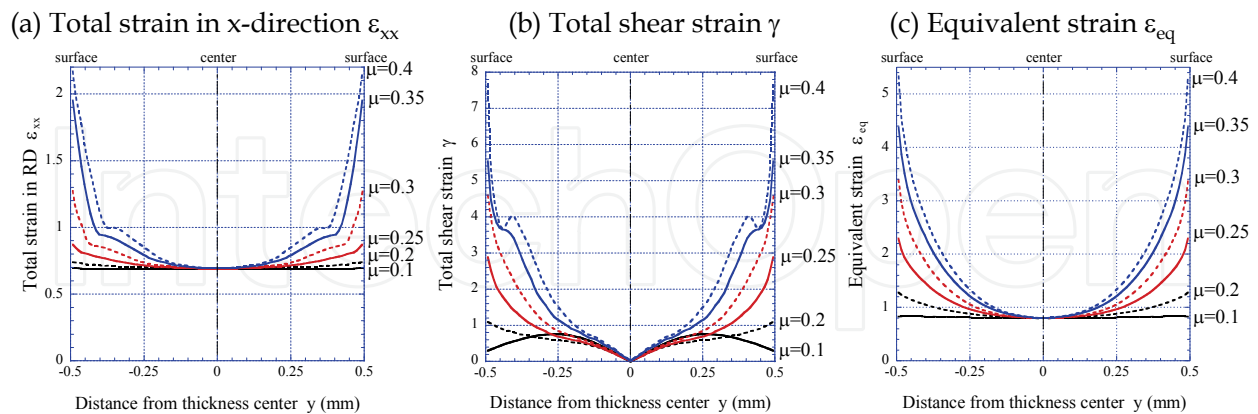 (a) Total strain in x-direction εxx
surface center surface
Total strain in RD εxx
2
1.5
1
0.5
0
-0.5 -0.25 0 0.25 0.5
Distance from thickness center y (mm)
μ=0.4
μ=0.35
μ=0.3
μ=0.25
μ=0.2
μ=0.1
(b) Total shear strain γ
surface center surface
Total shear strain γ
8
7
6
5
4
3
2
1
0
-0.5 -0.25 0 0.25 0.5
Distance from thickness center y (mm)
μ=0.4
μ=0.35
μ=0.3
μ=0.25
μ=0.2
μ=0.1
(c) Equivalent strain εeq
surface center surface
Equivalent strain εeq
5
4
3
2
1
0
-0.5 -0.25 0 0.25 0.5
Distance from thickness center y (mm)
μ=0.4
μ=0.35
μ=0.3
μ=0.25
μ=0.2
μ=0.1
IntechOpen